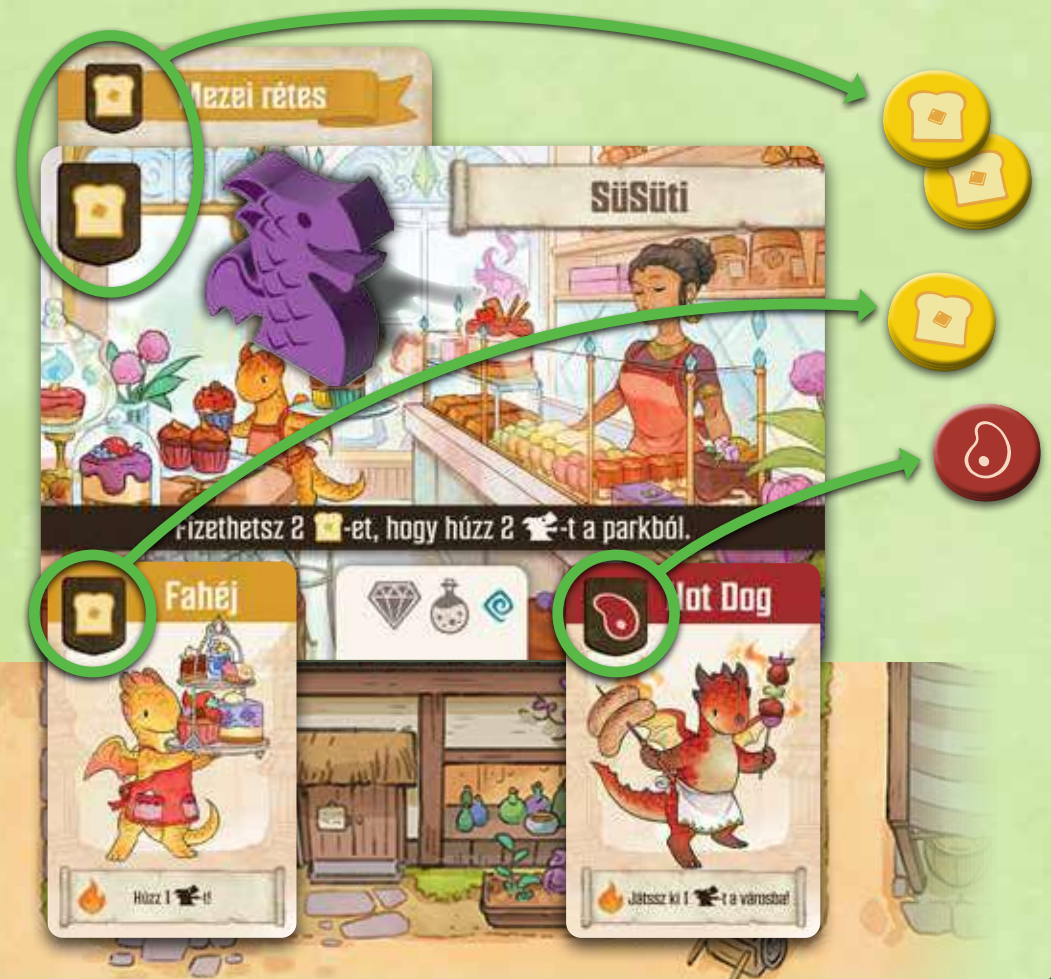 Mezei rétes
SüSüti
Fizethetsz 2 -et, hogy húzz 2 -t a parkból.
Fahéj
Hot Dog
Húzz 1 -t!
Játssz ki 1 -t a városba!